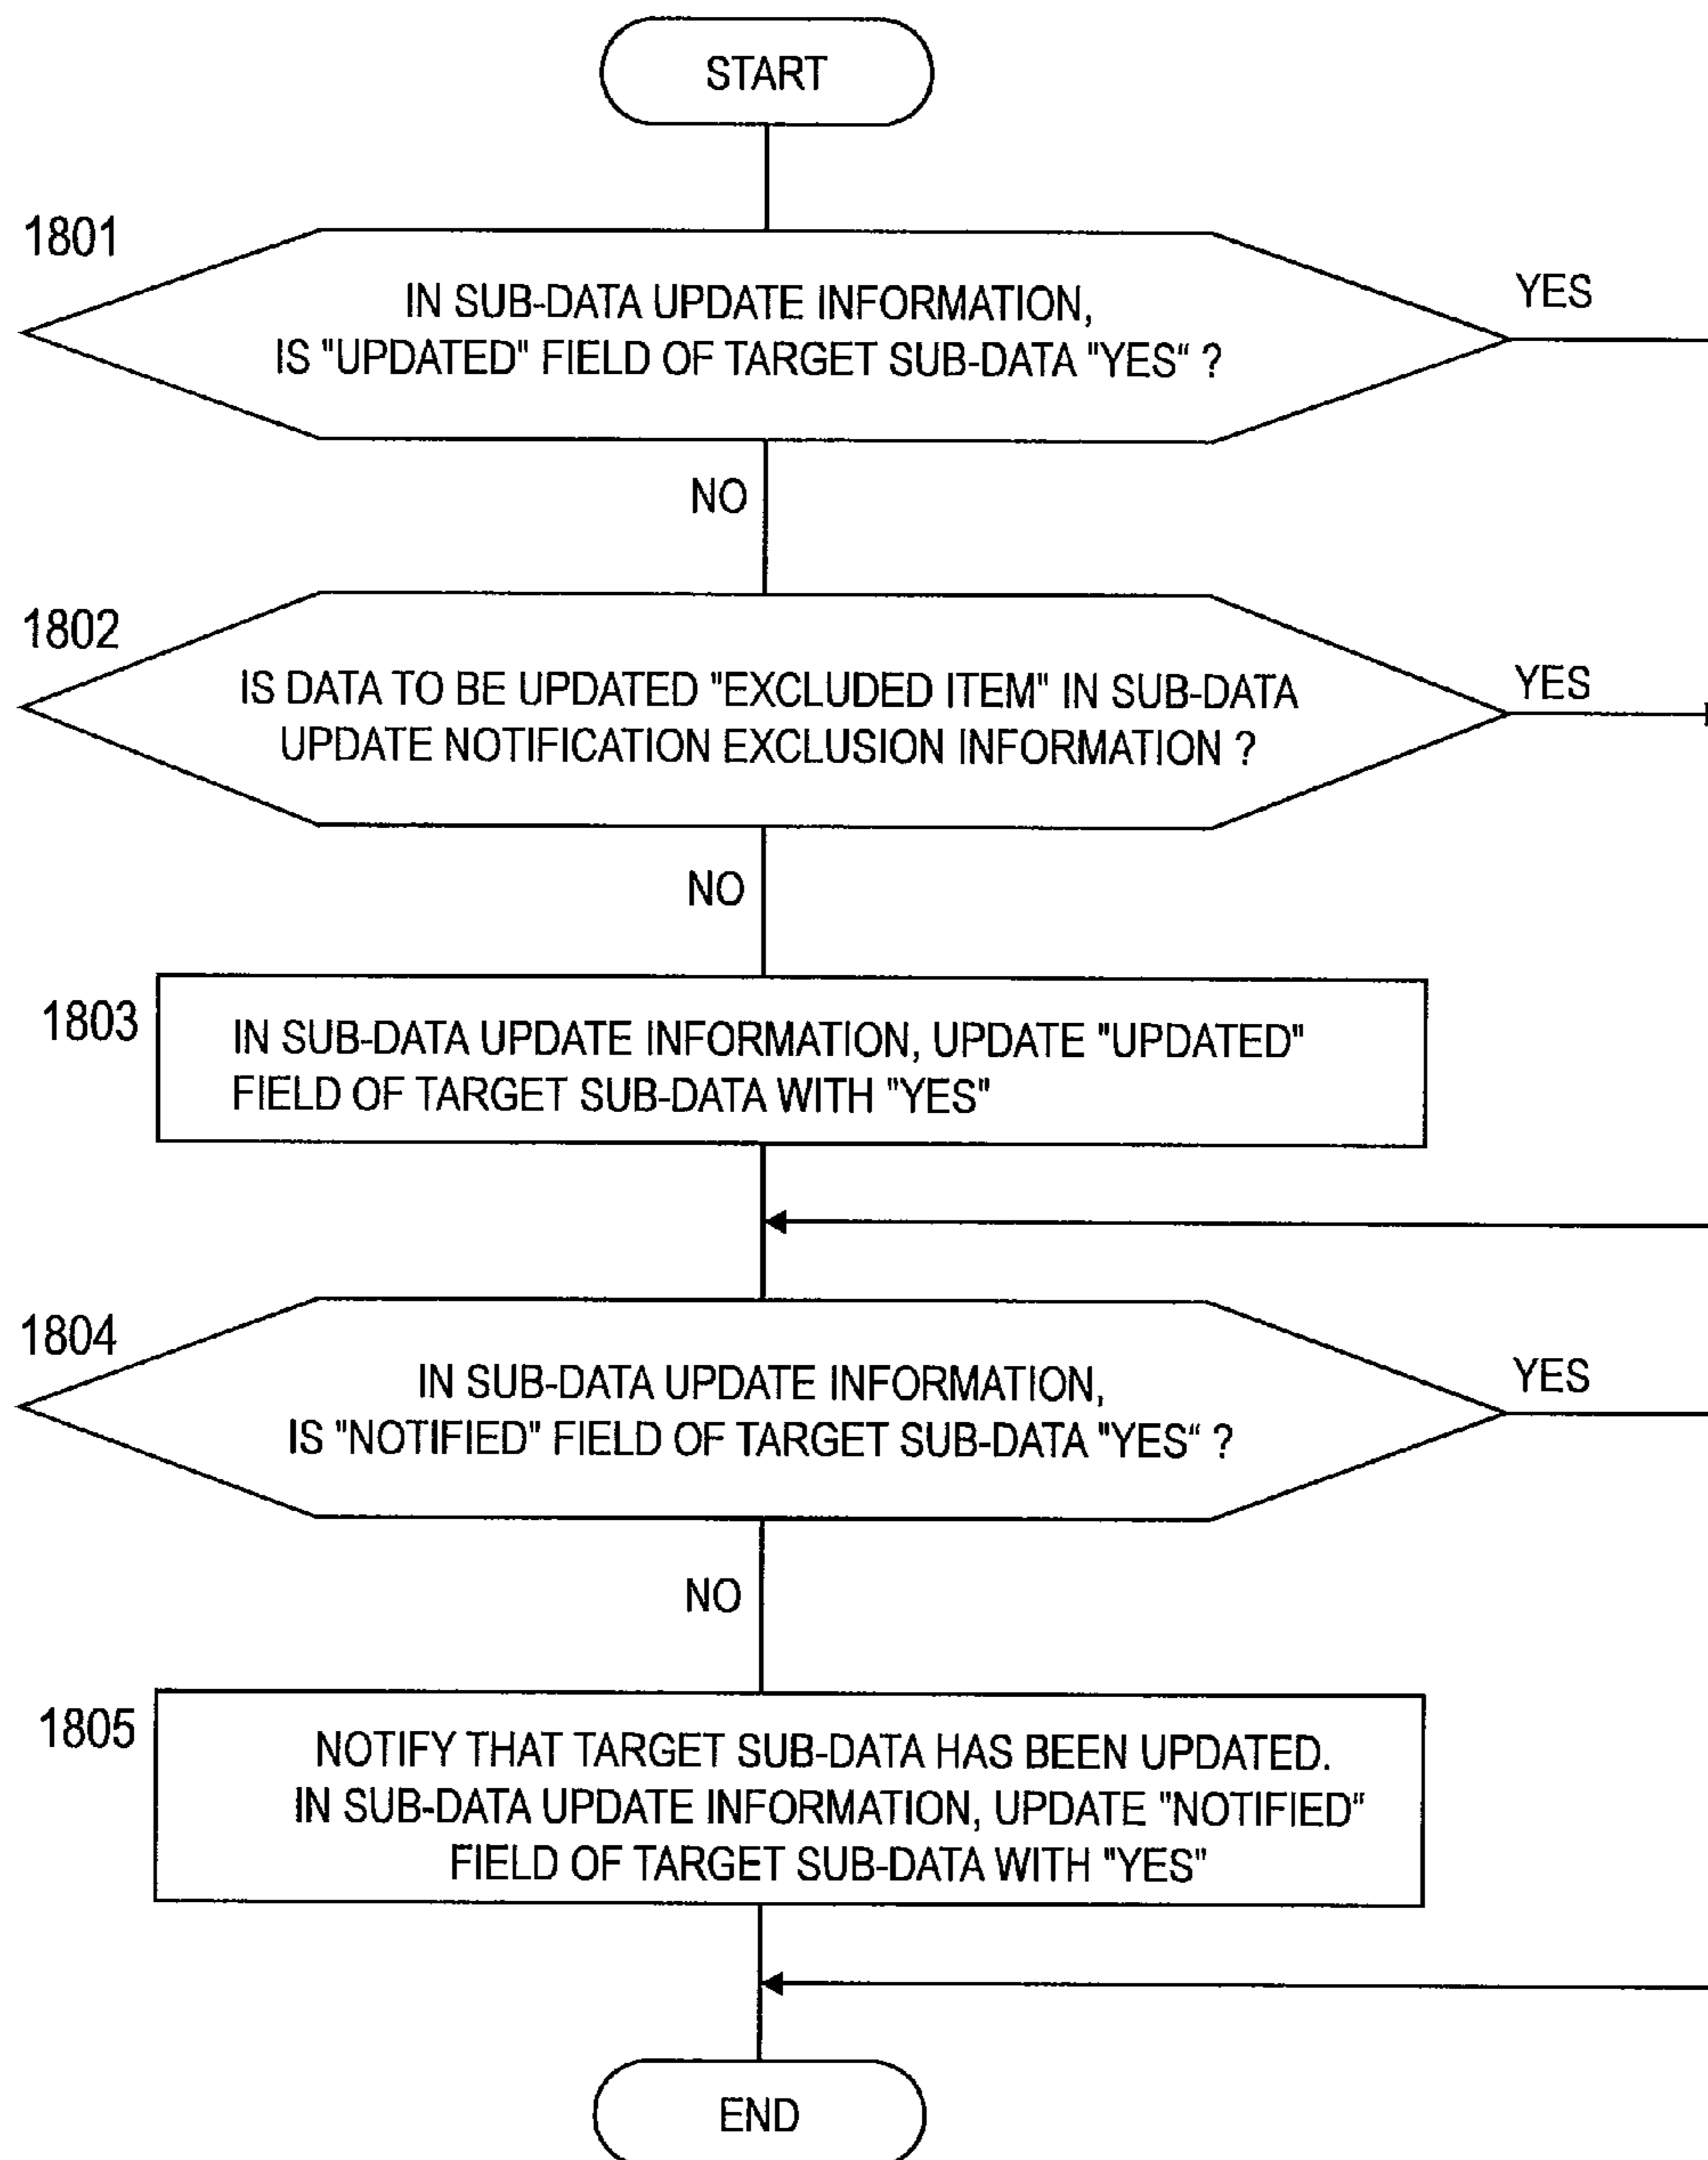 START
1801
IN SUB-DATA UPDATE INFORMATION,
IS "UPDATED" FIELD OF TARGET SUB-DATA "YES" ?
YES
NO
1802
IS DATA TO BE UPDATED "EXCLUDED ITEM" IN SUB-DATA
UPDATE NOTIFICATION EXCLUSION INFORMATION ?
YES
NO
1803
IN SUB-DATA UPDATE INFORMATION, UPDATE "UPDATED"
FIELD OF TARGET SUB-DATA WITH "YES"
1804
IN SUB-DATA UPDATE INFORMATION,
IS "NOTIFIED" FIELD OF TARGET SUB-DATA "YES" ?
YES
NO
1805
NOTIFY THAT TARGET SUB-DATA HAS BEEN UPDATED.
IN SUB-DATA UPDATE INFORMATION, UPDATE "NOTIFIED"
FIELD OF TARGET SUB-DATA WITH "YES"
END